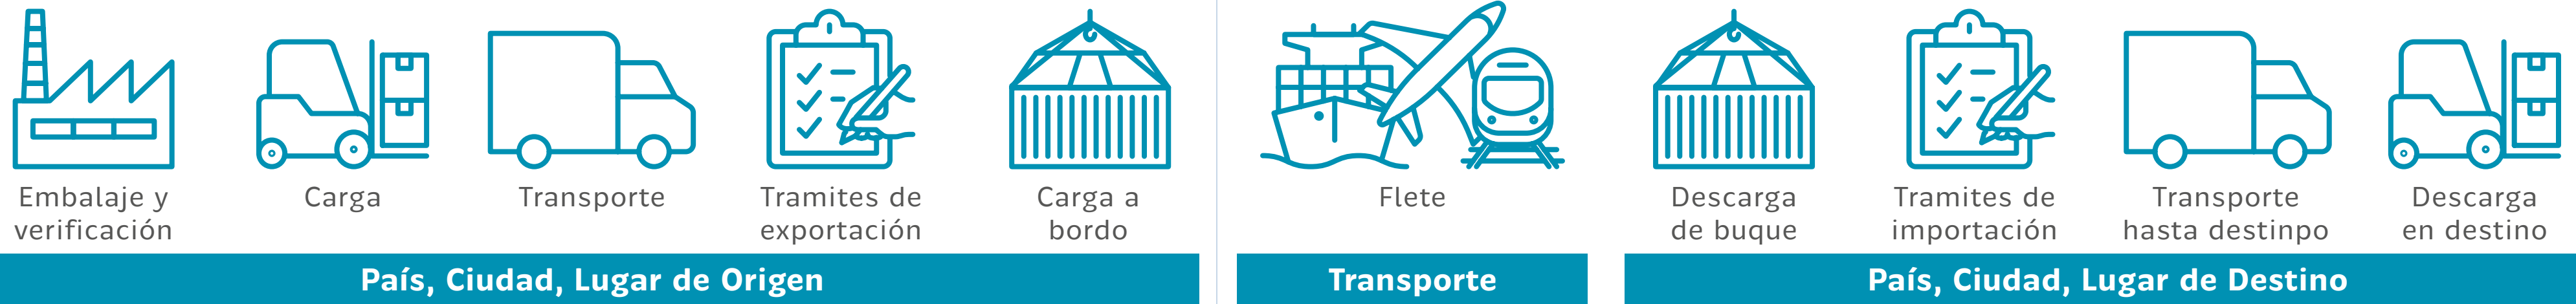 Embalaje y
verificación
Carga
Transporte
Tramites de
exportación
Carga a
bordo
Flete
Descarga
de buque
Tramites de
importación
Transporte
hasta destinpo
Descarga
en destino
País, Ciudad, Lugar de Origen
Transporte
País, Ciudad, Lugar de Destino